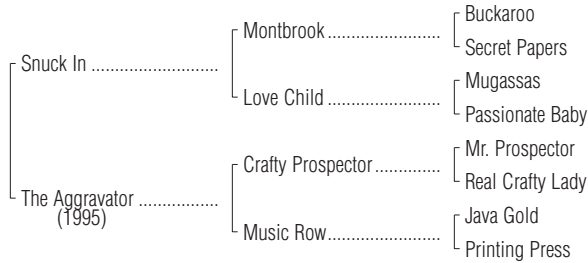 Buckaroo
Montbrook
Secret Papers
Snuck In
Mugassas
Love Child
Passionate Baby
Mr. Prospector
Crafty Prospector
Real Crafty Lady
The Aggravator
(1995)
Java Gold
Music Row
Printing Press